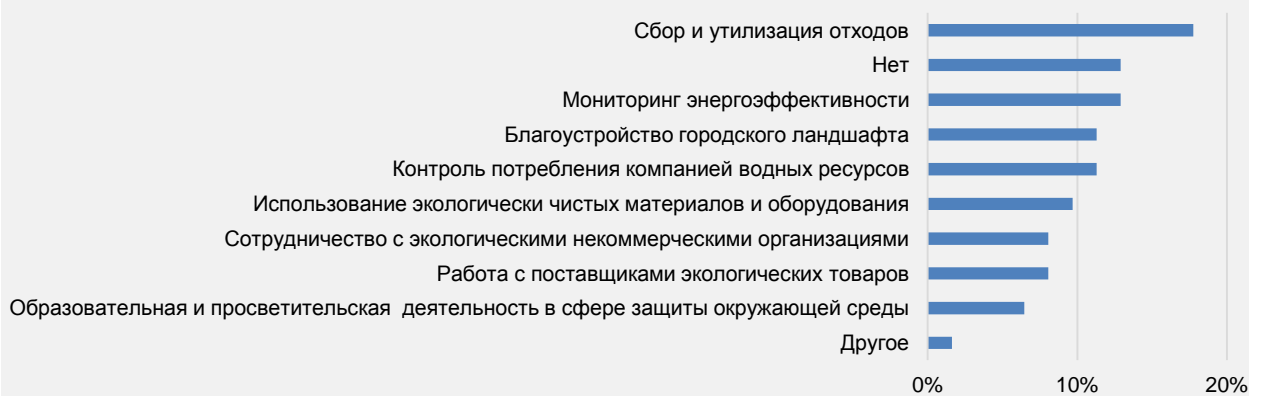 Сбор и утилизация отходов
Нет
Мониторинг энергоэффективности
Благоустройство городского ландшафта
Контроль потребления компанией водных ресурсов
Использование экологически чистых материалов и оборудования
Сотрудничество с экологическими некоммерческими организациями
Работа с поставщиками экологических товаров
Образовательная и просветительская  деятельность в сфере защиты окружающей среды
Другое
0% 10% 20%